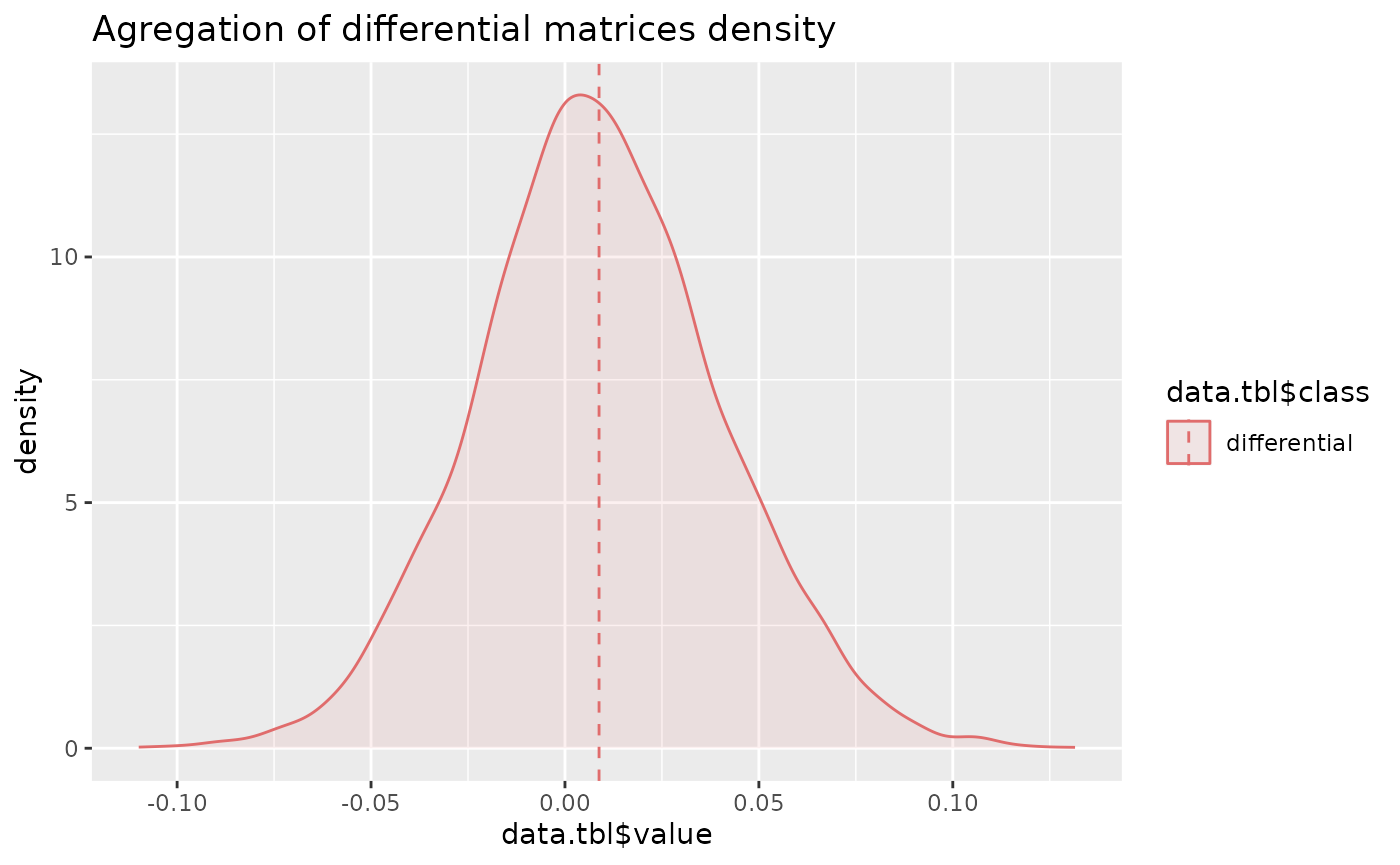 Agregation of differential matrices density
density
10
5
0
-0.10
-0.05
0.00
0.05
0.10
data.tbl$value
data.tbl$class
differential